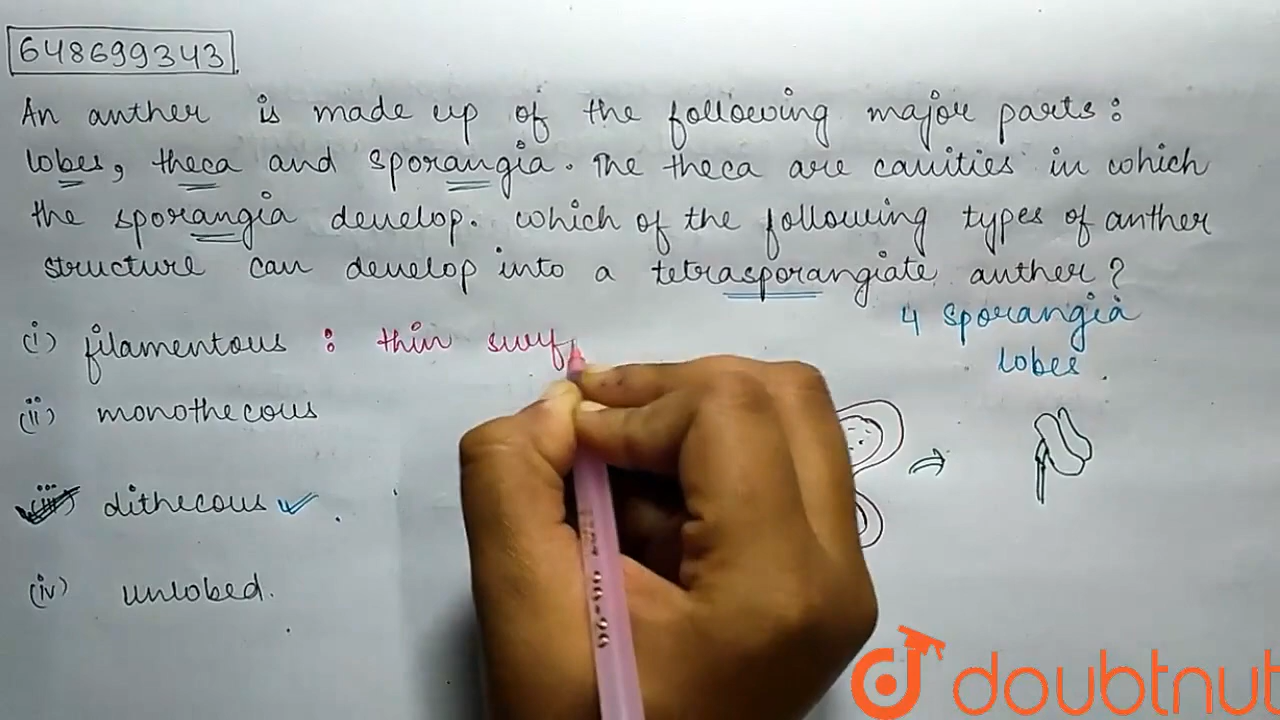 648699343
An anther is made up of the following major parts:
lobes, theca and sporangia. The theca are cavities in which
the sporangia develop. Which of the following types of anther
structure can develop into a tetrasporangiate anther?
4 sporangia
lobes.
(i) filamentous : thin surf
(ii) monothecous
(iii) dithecous
(iv) unlobed.
doubtnut